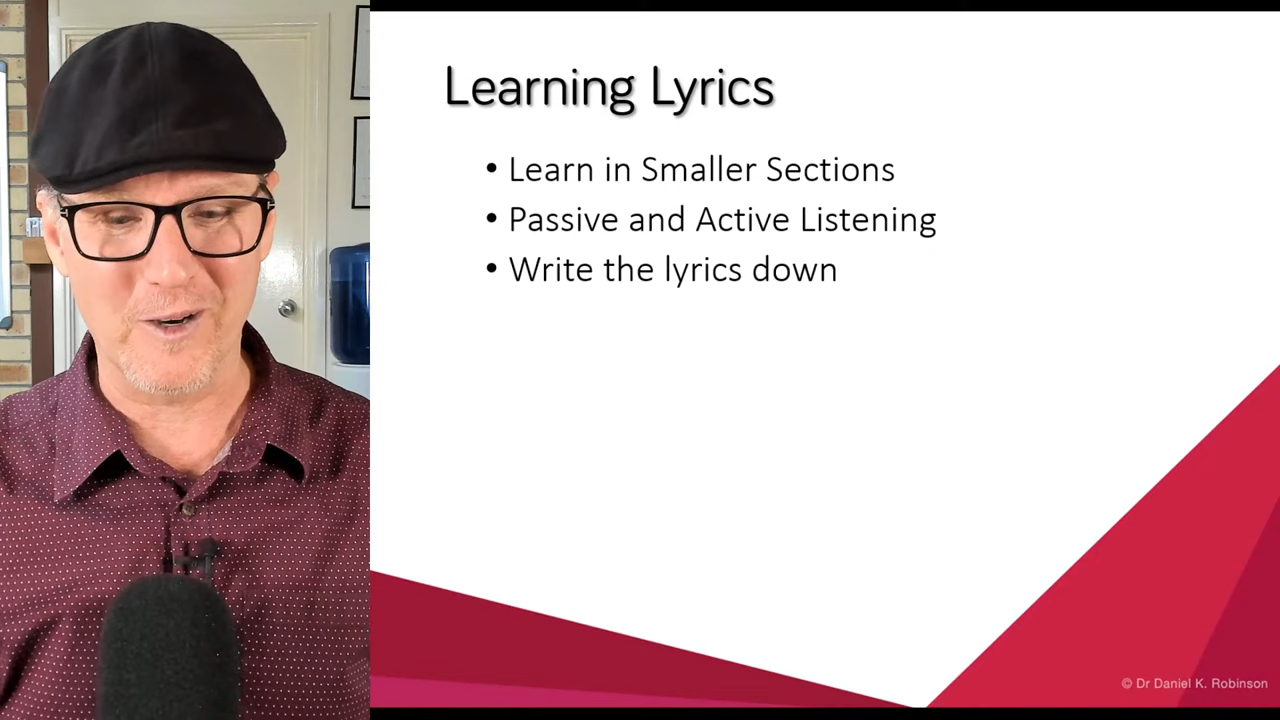 Learning Lyrics
• Learn in Smaller Sections
• Passive and Active Listening
• Write the lyrics down
© Dr Daniel K. Robinson